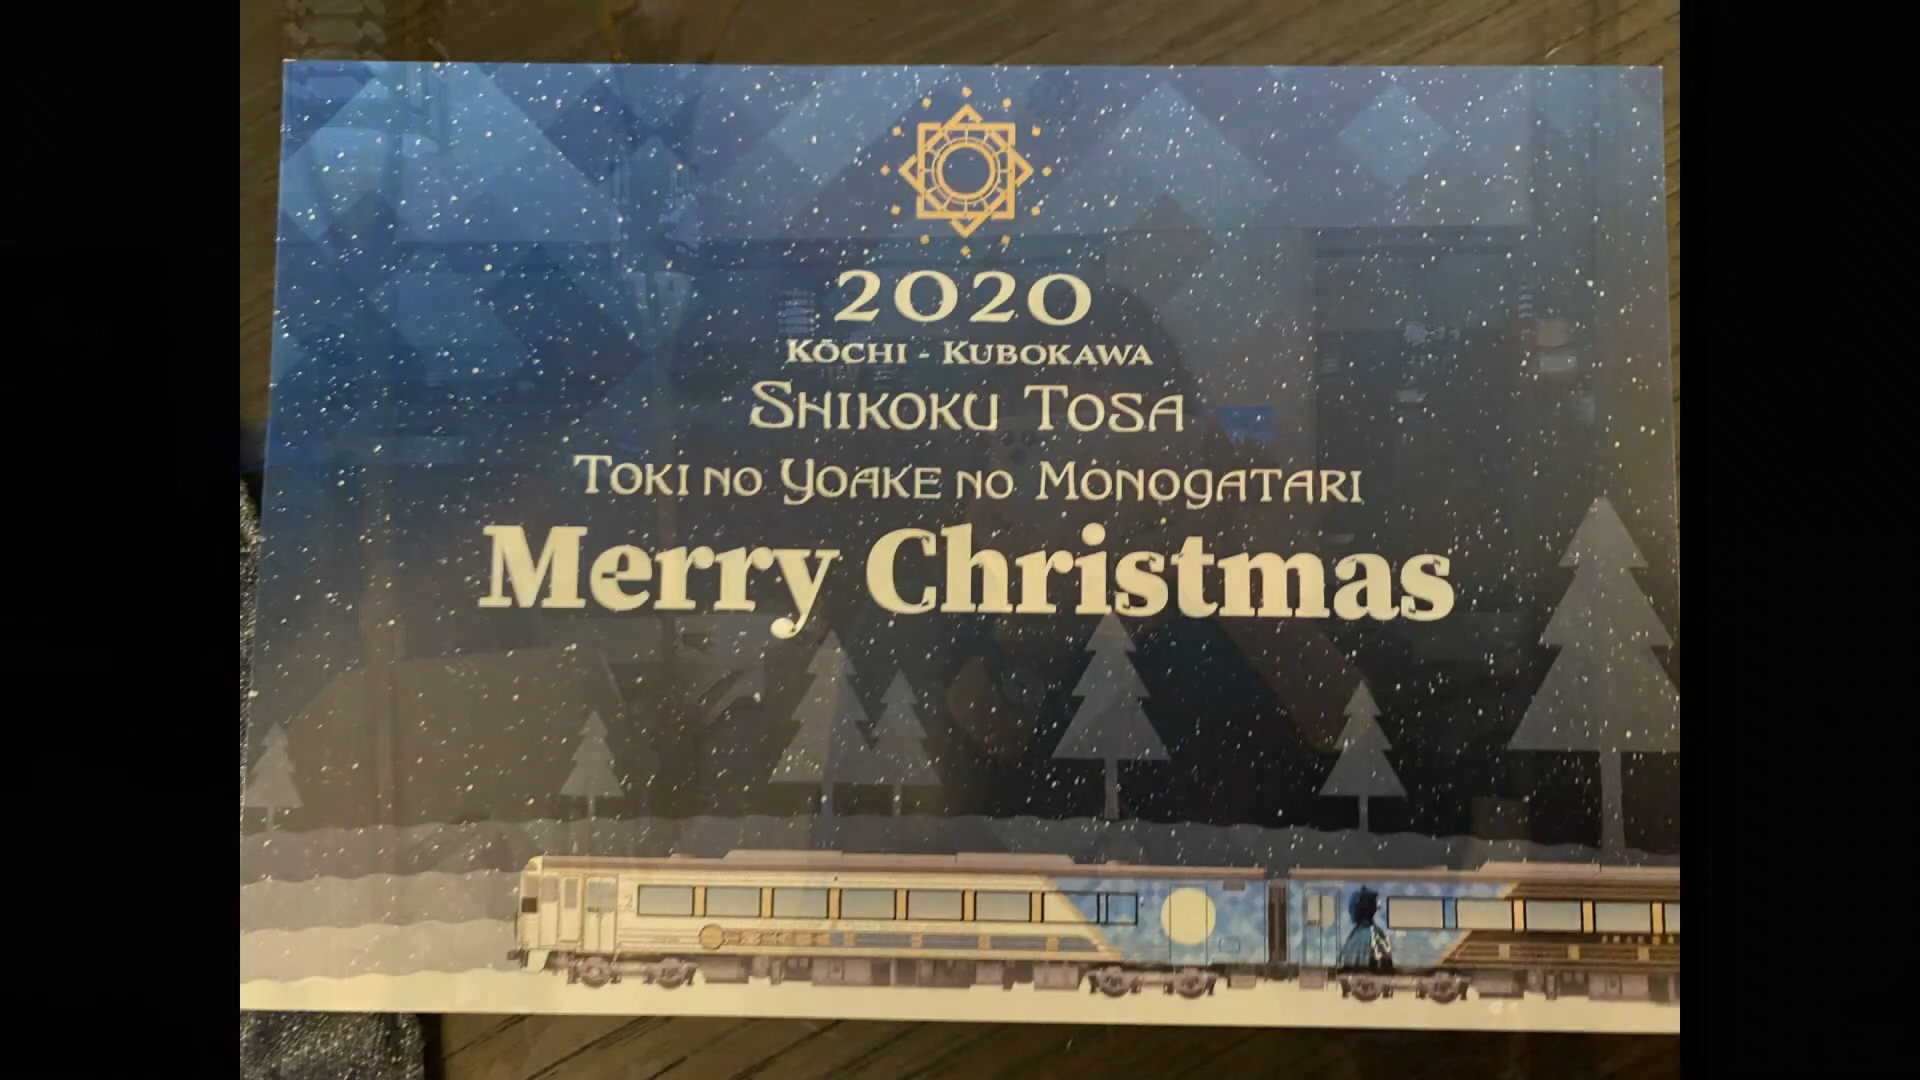 2020
KŌCHI - KUBOKAWA
SHIKOKU TOSA
TOKI NO YOAKE NO MONOGATARI
Merry Christmas